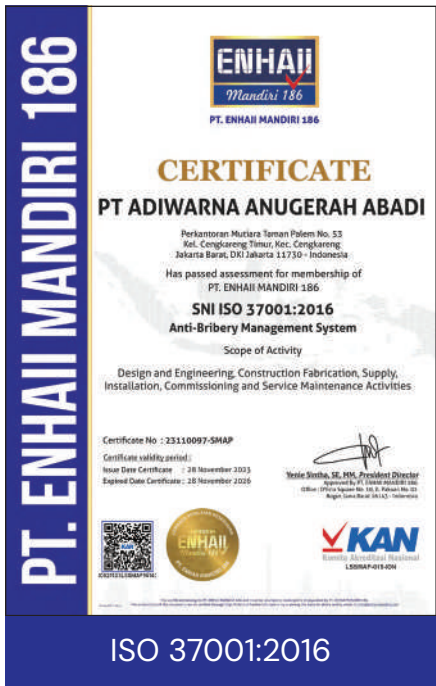 PT. ENHAII MANDIRI 186
ENHAII
Mandiri 186
PT. ENHAII MANDIRI 186
CERTIFICATE
PT ADIWARNA ANUGERAH ABADI
Perkantoran Mutiara Taman Palem No. 53
Kel. Cengkareng Timur, Kec. Cengkareng
Jakarta Barat, DKI Jakarta 11730 - Indonesia
Has passed assessment for membership of
PT. ENHAII MANDIRI 186
SNI ISO 37001:2016
Anti-Bribery Management System
Scope of Activity
Design and Engineering, Construction Fabrication, Supply,
Installation, Commissioning and Service Maintenance Activities
Certificate No : 23110097-SMAP
Certificate validity period :
Issue Date Certificate : 28 November 2023
Expired Date Certificate : 28 November 2026
Yenie Sintha, SE, MM. President Director
Approved By PT. ENHAII MANDIRI 186
KAN
ENHAII
KAN
Komite Akreditasi Nasional
LSSMAP-015-IDN
ISO 37001:2016